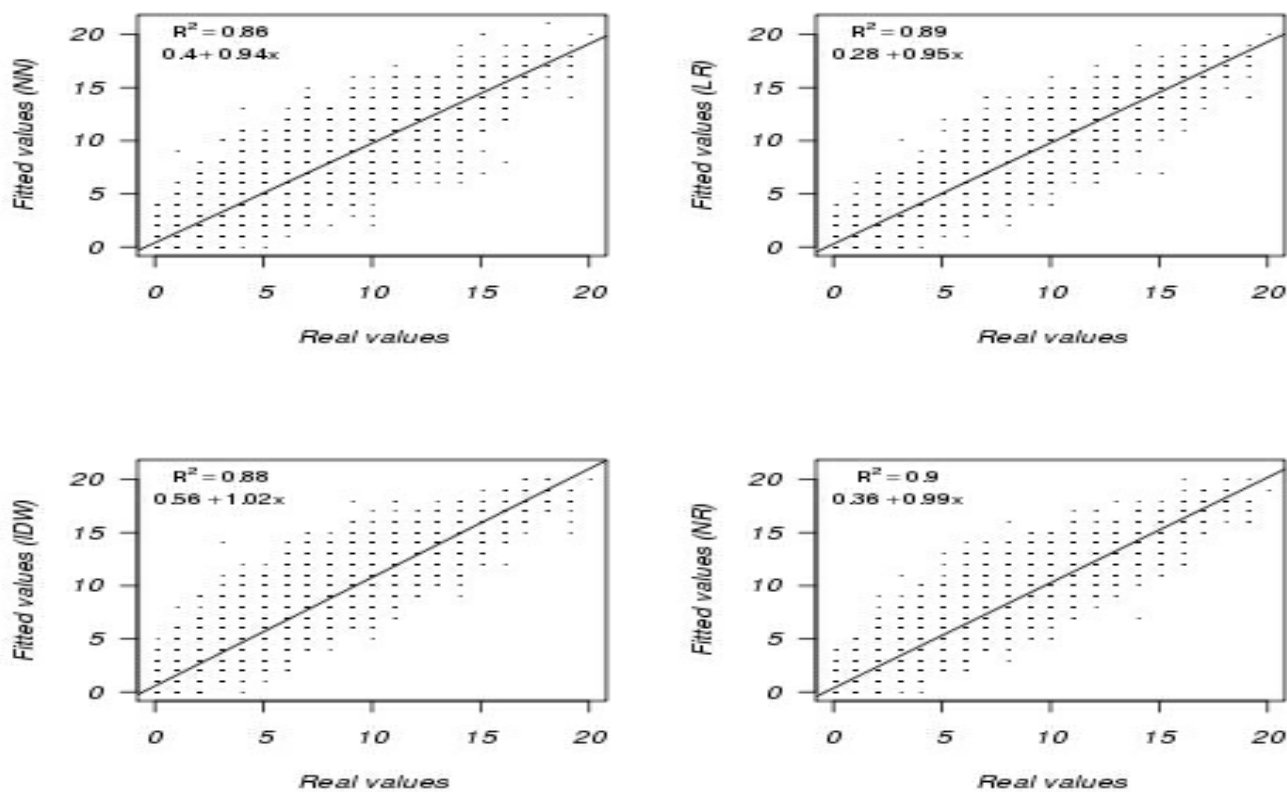 R² = 0.86
0.4 + 0.94x
Fitted values (NN)
20
15
10
5
0
0 5 10 15 20
Real values
R² = 0.89
0.28 + 0.95x
Fitted values (LR)
20
15
10
5
0
0 5 10 15 20
Real values
R² = 0.88
0.56 + 1.02x
Fitted values (IDW)
20
15
10
5
0
0 5 10 15 20
Real values
R² = 0.9
0.36 + 0.99x
Fitted values (NR)
20
15
10
5
0
0 5 10 15 20
Real values